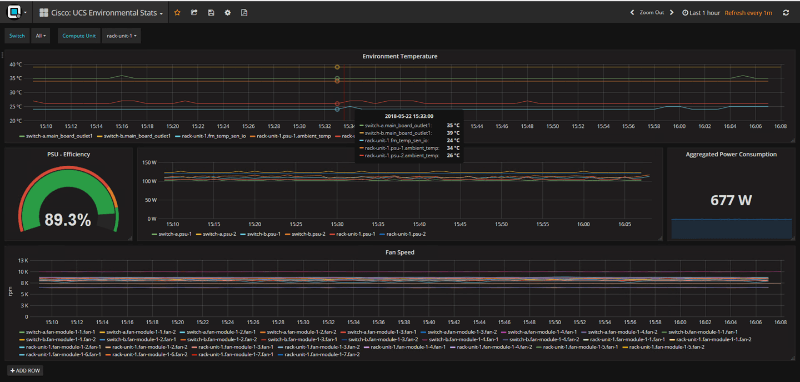 Cisco: UCS Environmental Stats
Zoom Out Last 1 hour Refresh every 1m
Switch All Compute Unit rack-unit-1
Environment Temperature
40 °C
35 °C
30 °C
25 °C
20 °C
15:10 15:12 15:14 15:16 15:18 15:20 15:22 15:24 15:26 15:28 15:30 15:32 15:34 15:36 15:38 15:40 15:42 15:44 15:46 15:48 15:50 15:52 15:54 15:56 15:58 16:00 16:02 16:04 16:06 16:08
switch-a.main_board_outlet1 switch-b.main_board_outlet1 rack-unit-1.fm_temp_sen_io rack-unit-1.psu-1.ambient_temp
2018-05-22 15:33:00
switch-a.main_board_outlet1: 35 °C
switch-b.main_board_outlet1: 39 °C
rack-unit-1.fm_temp_sen_io: 24 °C
rack-unit-1.psu-1.ambient_temp: 34 °C
rack-unit-1.psu-2.ambient_temp: 26 °C
PSU - Efficiency
89.3%
150 W
100 W
50 W
0 W
15:10 15:15 15:20 15:25 15:30 15:35 15:40 15:45 15:50 15:55 16:00 16:05
switch-a.psu-1 switch-a.psu-2 switch-b.psu-1 switch-b.psu-2 rack-unit-1.psu-1 rack-unit-1.psu-2
Aggregated Power Consumption
677 W
Fan Speed
13 K
10 K
8 K
5 K
3 K
0
rpm
15:10 15:12 15:14 15:16 15:18 15:20 15:22 15:24 15:26 15:28 15:30 15:32 15:34 15:36 15:38 15:40 15:42 15:44 15:46 15:48 15:50 15:52 15:54 15:56 15:58 16:00 16:02 16:04 16:06 16:08
switch-a.fan-module-1-1.fan-1 switch-a.fan-module-1-1.fan-2 switch-a.fan-module-1-2.fan-1 switch-a.fan-module-1-2.fan-2 switch-a.fan-module-1-3.fan-1 switch-a.fan-module-1-3.fan-2 switch-a.fan-module-1-4.fan-1 switch-a.fan-module-1-4.fan-2 switch-b.fan-module-1-1.fan-1
switch-b.fan-module-1-1.fan-2 switch-b.fan-module-1-2.fan-1 switch-b.fan-module-1-2.fan-2 switch-b.fan-module-1-3.fan-1 switch-b.fan-module-1-3.fan-2 switch-b.fan-module-1-4.fan-1 switch-b.fan-module-1-4.fan-2 rack-unit-1.fan-module-1-1.fan-1 rack-unit-1.fan-module-1-1.fan-2
rack-unit-1.fan-module-1-2.fan-1 rack-unit-1.fan-module-1-2.fan-2 rack-unit-1.fan-module-1-3.fan-1 rack-unit-1.fan-module-1-3.fan-2 rack-unit-1.fan-module-1-4.fan-1 rack-unit-1.fan-module-1-4.fan-2 rack-unit-1.fan-module-1-5.fan-1 rack-unit-1.fan-module-1-5.fan-2
rack-unit-1.fan-module-1-6.fan-1 rack-unit-1.fan-module-1-6.fan-2 rack-unit-1.fan-module-1-7.fan-1 rack-unit-1.fan-module-1-7.fan-2
+ ADD ROW